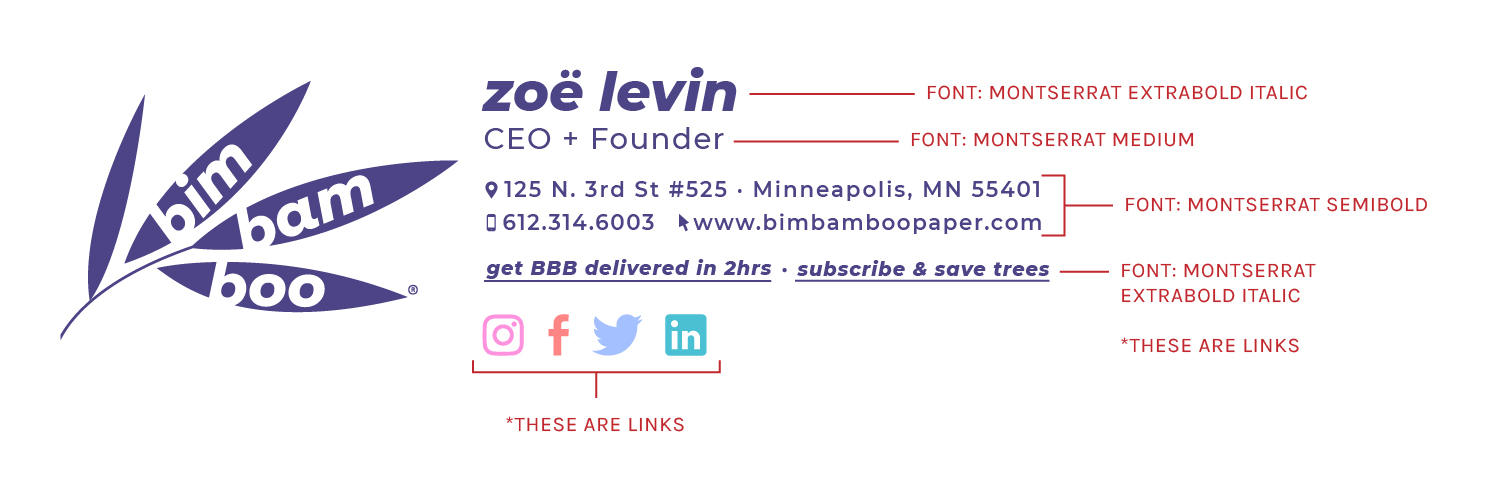 bim
bam
boo®
zoë levin
FONT: MONTSERRAT EXTRABOLD ITALIC
CEO + Founder
FONT: MONTSERRAT MEDIUM
125 N. 3rd St #525 · Minneapolis, MN 55401
612.314.6003 www.bimbamboopaper.com
FONT: MONTSERRAT SEMIBOLD
get BBB delivered in 2hrs · subscribe & save trees
FONT: MONTSERRAT
EXTRABOLD ITALIC
*THESE ARE LINKS
f
in
*THESE ARE LINKS